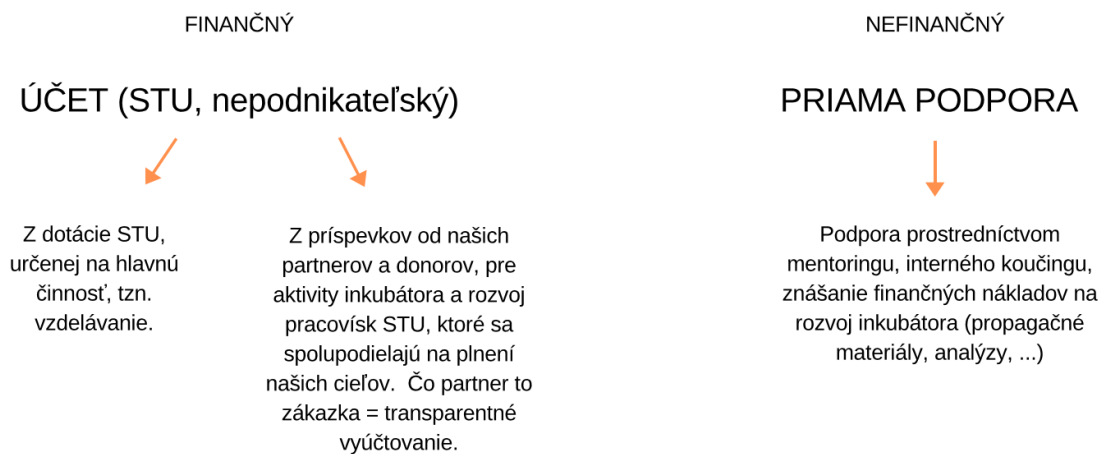 FINANČNÝ
ÚČET (STU, nepodnikateľský)
Z dotácie STU,
určenej na hlavnú
činnosť, tzn.
vzdelávanie.
Z príspevkov od našich
partnerov a donorov, pre
aktivity inkubátora a rozvoj
pracovísk STU, ktoré sa
spolupodielajú na plnení
našich cieľov.  Čo partner to
zákazka = transparentné
vyúčtovanie.
NEFINANČNÝ
PRIAMA PODPORA
Podpora prostredníctvom
mentoringu, interného koučingu,
znášanie finančných nákladov na
rozvoj inkubátora (propagačné
materiály, analýzy, ...)